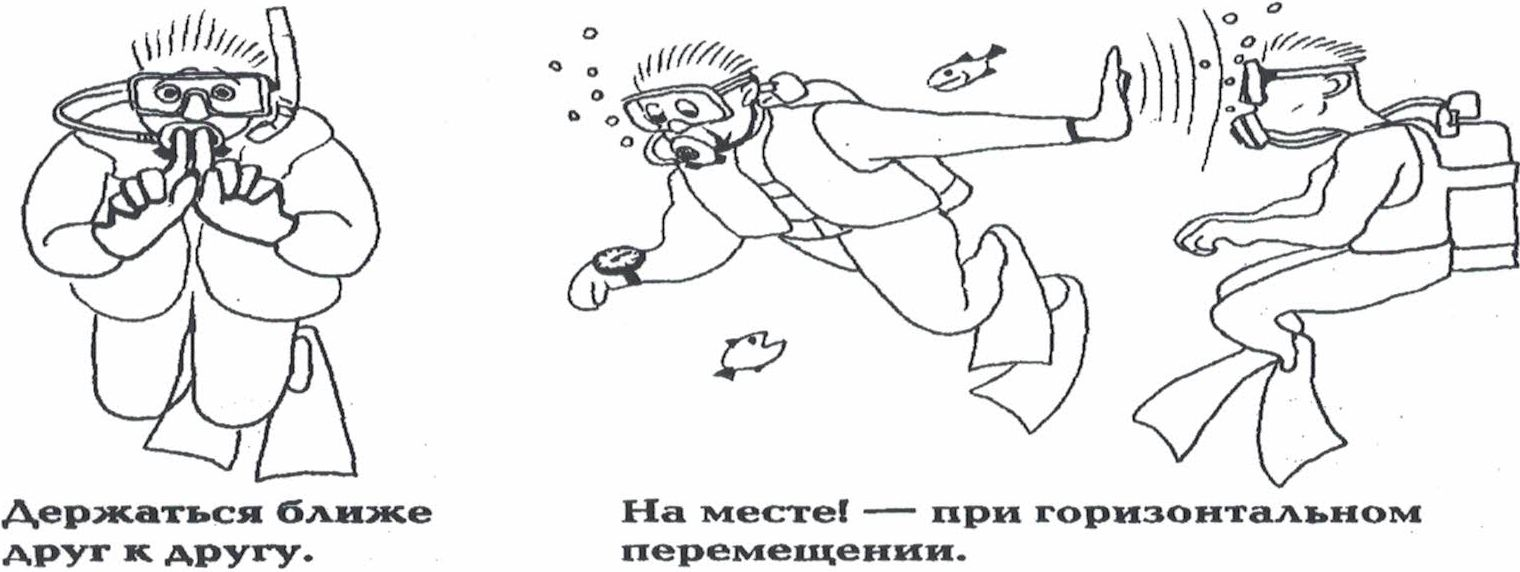 Держаться ближе
друг к другу.
На месте! — при горизонтальном
перемещении.